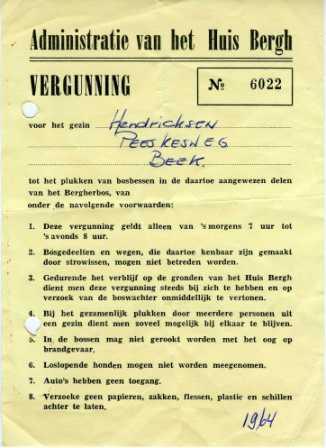 Administratie van het Huis Bergh
VERGUNNING
№ 6022
voor het gezin Hendricksen
Peeskesweg
Beek.
tot het plukken van bosbessen in de daartoe aangewezen delen
van het Bergherbos, van
onder de navolgende voorwaarden:
1. Deze vergunning geldt alleen van 's morgens 7 uur tot
's avonds 8 uur.
2. Bosgedeelten en wegen, die daartoe kenbaar zijn gemaakt
door strowissen, mogen niet betreden worden.
3. Gedurende het verblijf op de gronden van het Huis Bergh
dient men deze vergunning steeds bij zich te hebben en op
verzoek van de boswachter onmiddellijk te vertonen.
4. Bij het gezamenlijk plukken door meerdere personen uit
een gezin dient men zoveel mogelijk bij elkaar te blijven.
5. In de bossen mag niet gerookt worden met het oog op
brandgevaar.
6. Loslopende honden mogen niet worden meegenomen.
7. Auto's hebben geen toegang.
8. Verzoeke geen papieren, zakken, flessen, plastic en schillen
achter te laten.
1964